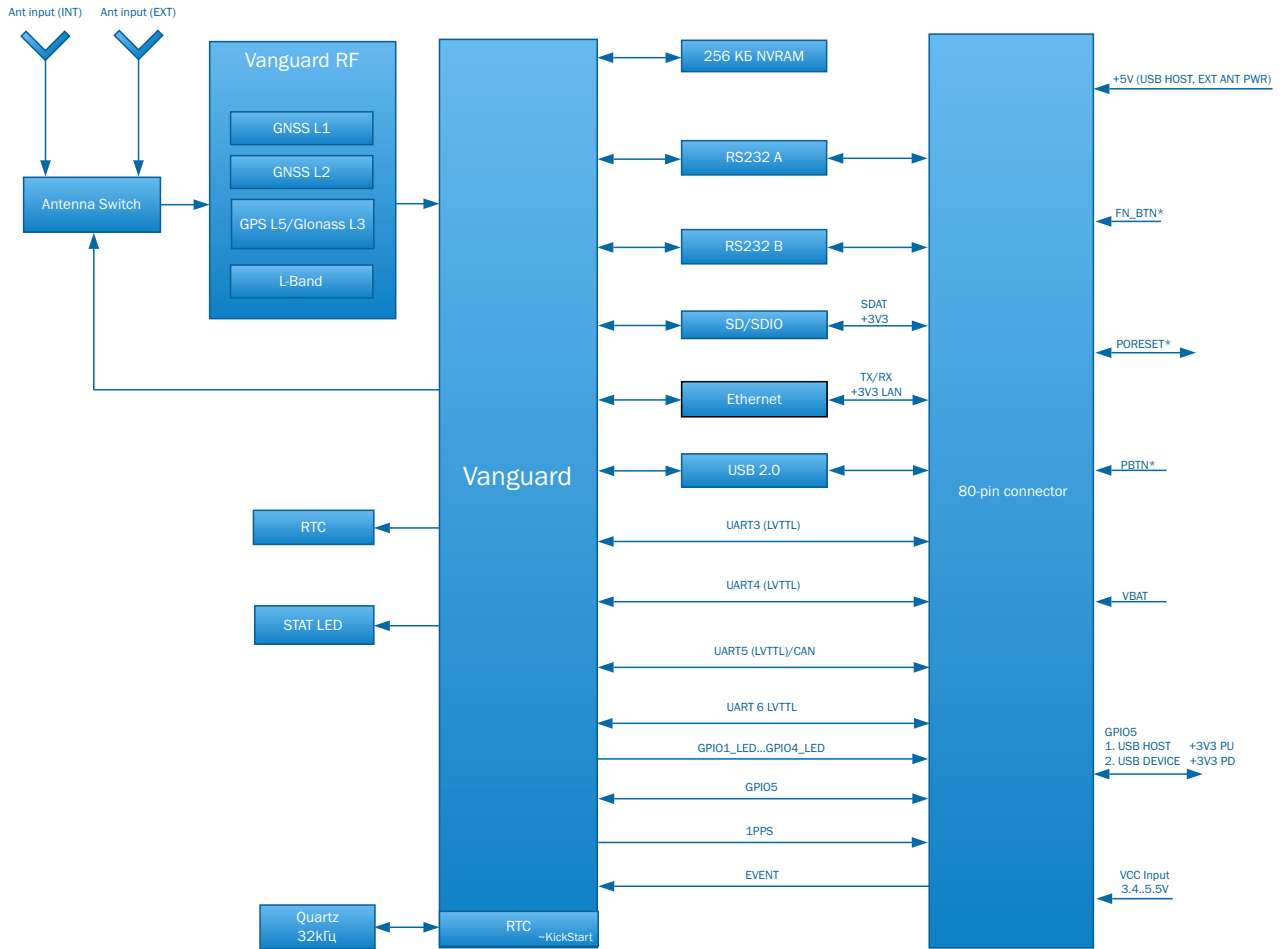 Ant input (INT)
Ant input (EXT)
Vanguard RF
GNSS L1
GNSS L2
GPS L5/Glonass L3
L-Band
Antenna Switch
RTC
STAT LED
Quartz
32кГц
Vanguard
RTC
~KickStart
256 КБ NVRAM
RS232 A
RS232 B
SD/SDIO
SDAT
+3V3
Ethernet
TX/RX
+3V3 LAN
USB 2.0
UART3 (LVTTL)
UART4 (LVTTL)
UART5 (LVTTL)/CAN
UART 6 LVTTL
GPIO1_LED...GPIO4_LED
GPIO5
1PPS
EVENT
80-pin connector
+5V (USB HOST, EXT ANT PWR)
FN_BTN*
PORESET*
PBTN*
VBAT
GPIO5
1. USB HOST +3V3 PU
2. USB DEVICE +3V3 PD
VCC Input
3.4..5.5V